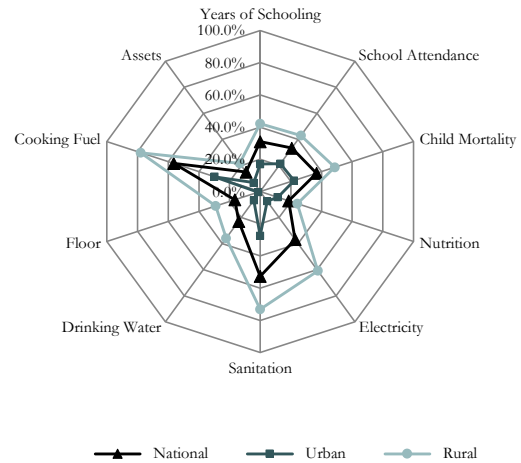 Years of Schooling
100.0%
80.0%
60.0%
40.0%
20.0%
0.0%
School Attendance
Child Mortality
Nutrition
Electricity
Sanitation
Drinking Water
Floor
Cooking Fuel
Assets
National Urban Rural